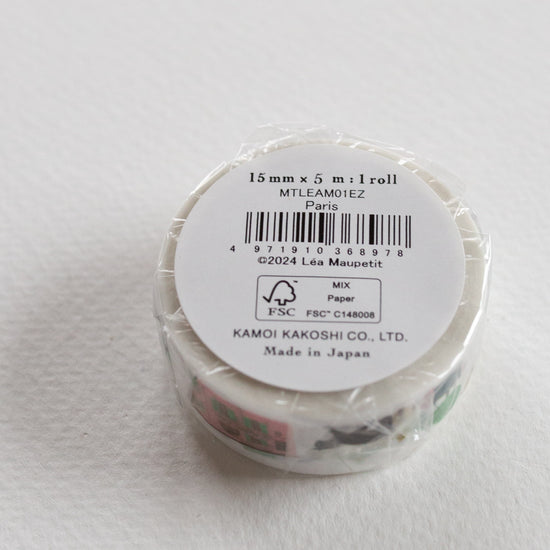 15mm × 5 m : 1 roll
MTLEAM01EZ
Paris
4 971910 368978
©2024 Léa Maupetit
FSC
MIX
Paper
FSC™ C148008
KAMOI KAKOSHI CO., LTD.
Made in Japan